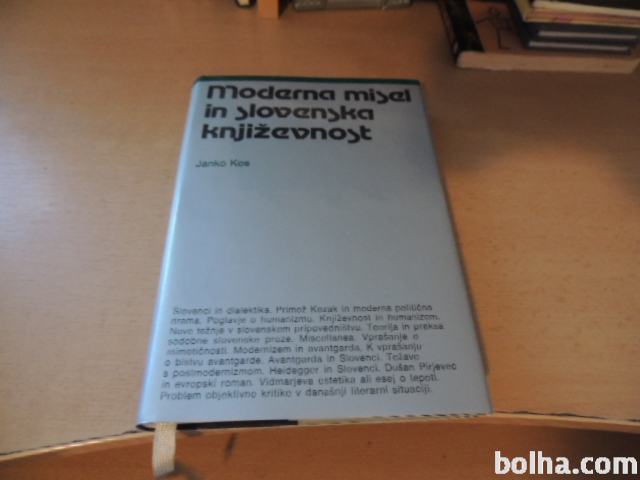 Moderna misel
in slovenska
književnost
Janko Kos
Slovenci in dialektika. Primož Kozak in moderna politična
drama. Poglavje o humanizmu. Književnost in humanizem.
Nove težnje v slovenskem pripovedništvu. Teorija in praksa
sodobne slovenske proze. Miscellanea. Vprašanje o
mimetičnosti. Modernizem in avantgarda. K vprašanju
o bistvu avantgarde. Avantgarda in Slovenci. Težave
s postmodernizmom. Heidegger in Slovenci. Dušan Pirjevec
in evropski roman. Vidmarjeva estetika ali esej o lepoti.
Problem objektivne kritike v današnji literarni situaciji.
bolha.com